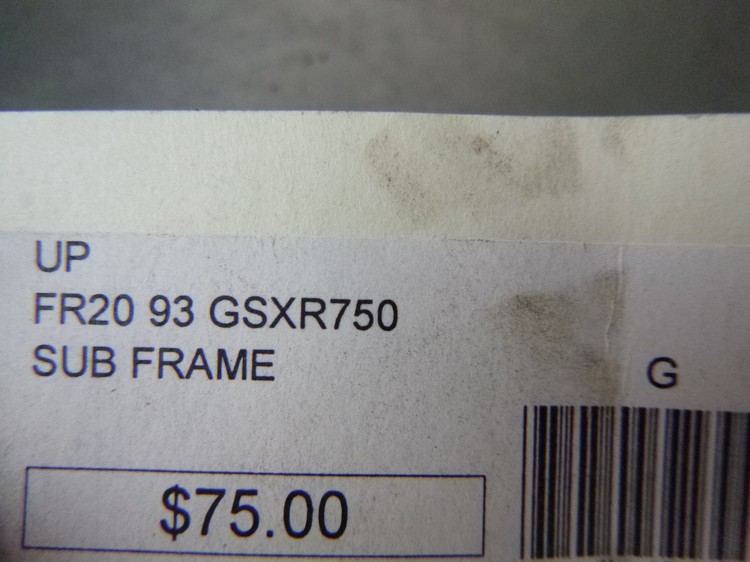 UP
FR20 93 GSXR750
SUB FRAME
G
$75.00